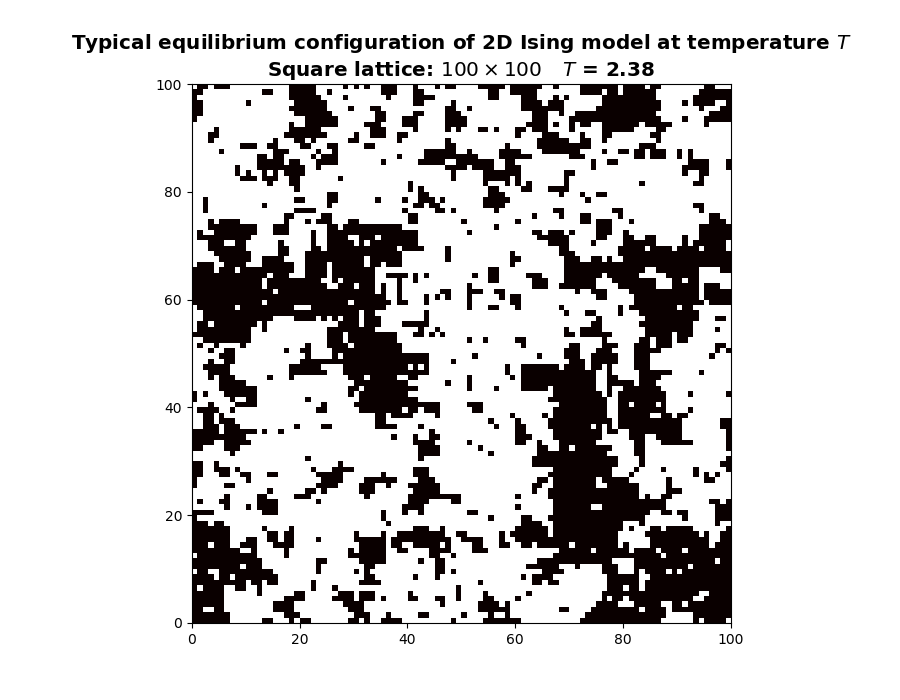 Typical equilibrium configuration of 2D Ising model at temperature T
Square lattice: 100 × 100 T = 2.38
100
80
60
40
20
0
0 20 40 60 80 100